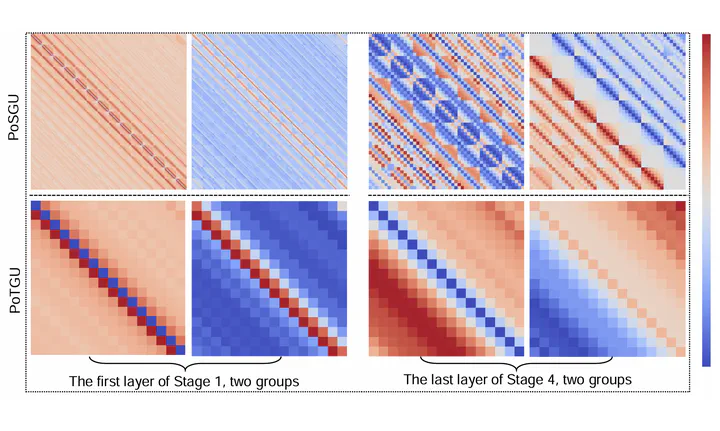 PoSGU
PoTGU
The first layer of Stage 1, two groups
The last layer of Stage 4, two groups